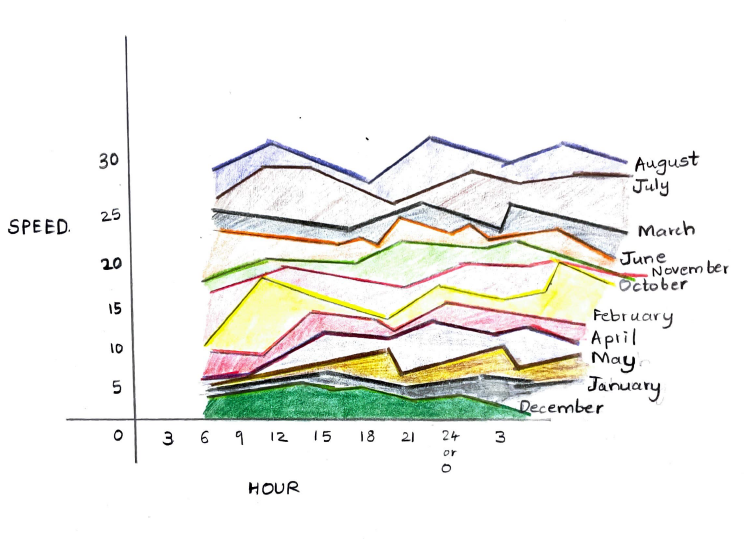 30
August
July
25
SPEED.
March
20
June
November
October
15
February
April
10
May
5
January
December
0 3 6 9 12 15 18 21 24 3
or
0
HOUR